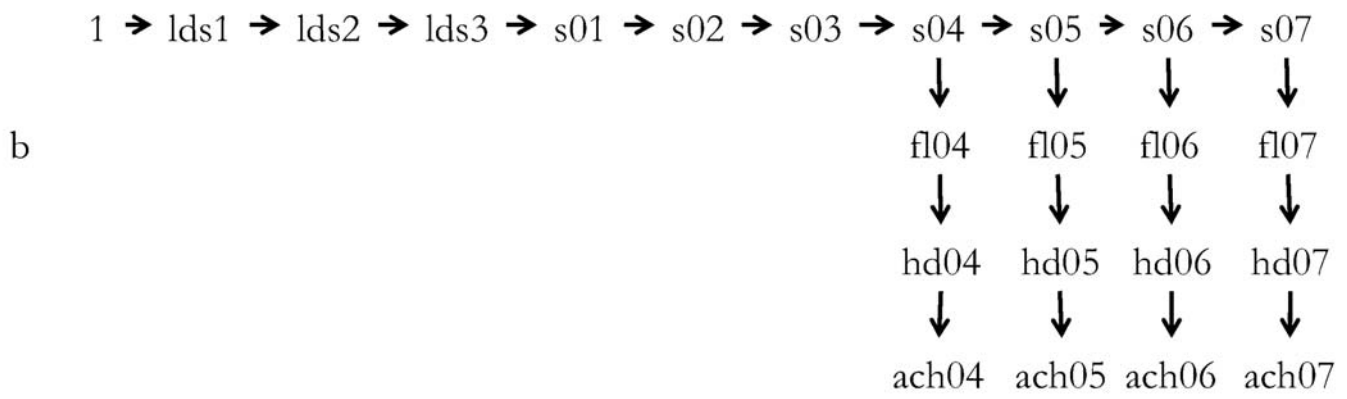 1 → lds1 → lds2 → lds3 → s01 → s02 → s03 → s04 → s05 → s06 → s07
b fl04 fl05 fl06 fl07
hd04 hd05 hd06 hd07
ach04 ach05 ach06 ach07